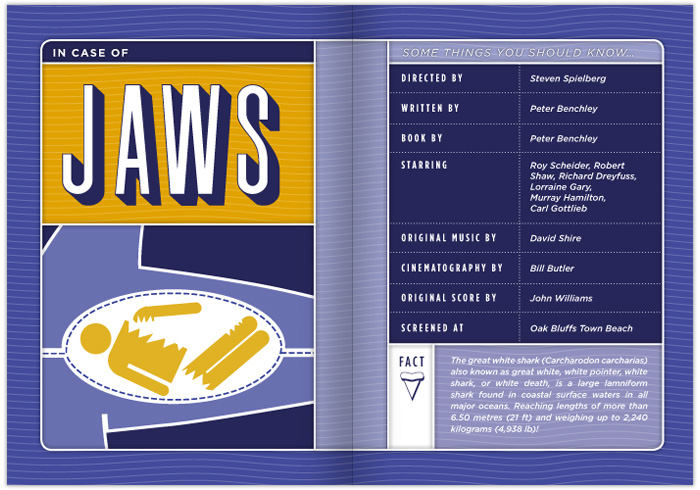 IN CASE OF
JAWS
SOME THINGS YOU SHOULD KNOW...
DIRECTED BY Steven Spielberg
WRITTEN BY Peter Benchley
BOOK BY Peter Benchley
STARRING Roy Scheider, Robert
Shaw, Richard Dreyfuss,
Lorraine Gary,
Murray Hamilton,
Carl Gottlieb
ORIGINAL MUSIC BY David Shire
CINEMATOGRAPHY BY Bill Butler
ORIGINAL SCORE BY John Williams
SCREENED AT Oak Bluffs Town Beach
FACT
The great white shark (Carcharodon carcharias)
also known as great white, white pointer, white
shark, or white death, is a large lamniform
shark found in coastal surface waters in all
major oceans. Reaching lengths of more than
6.50 metres (21 ft) and weighing up to 2,240
kilograms (4,938 lb)!